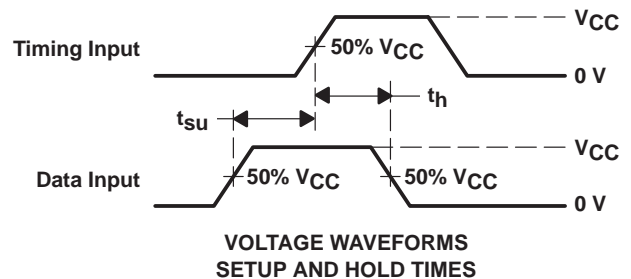 VCC
Timing Input
50% VCC
0 V
th
tsu
VCC
Data Input
50% VCC
50% VCC
0 V
VOLTAGE WAVEFORMS
SETUP AND HOLD TIMES